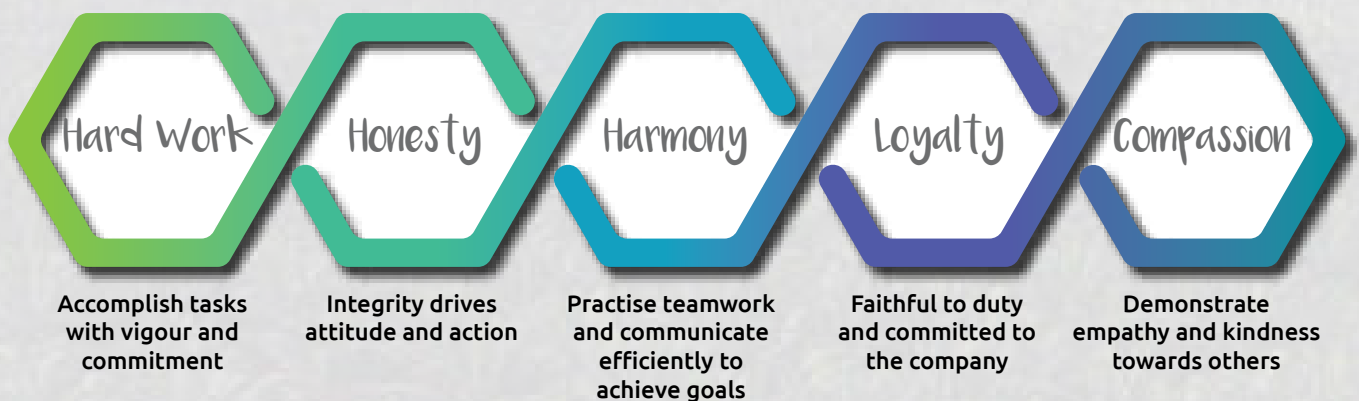 Hard Work
Honesty
Harmony
Loyalty
Compassion
Accomplish tasks
with vigour and
commitment
Integrity drives
attitude and action
Practise teamwork
and communicate
efficiently to
achieve goals
Faithful to duty
and committed to
the company
Demonstrate
empathy and kindness
towards others